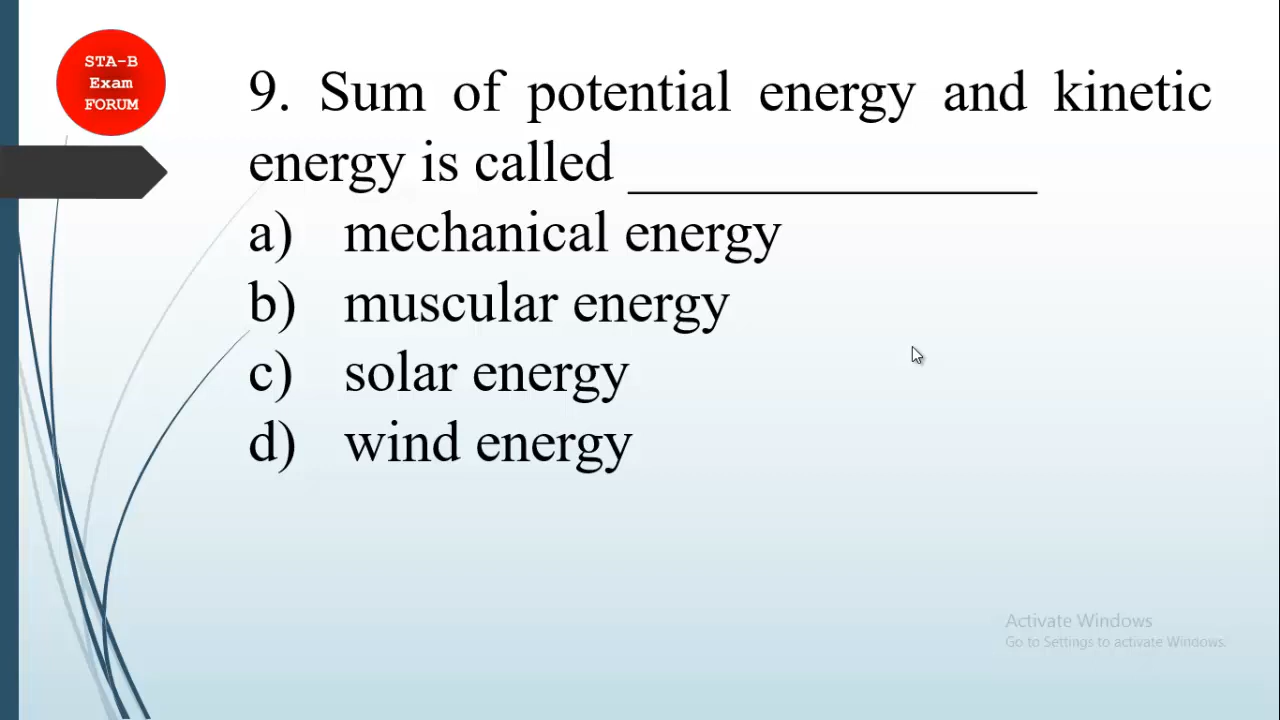 STA-B
Exam
FORUM
9. Sum of potential energy and kinetic
energy is called _______________
a) mechanical energy
b) muscular energy
c) solar energy
d) wind energy
Activate Windows
Go to Settings to activate Windows.